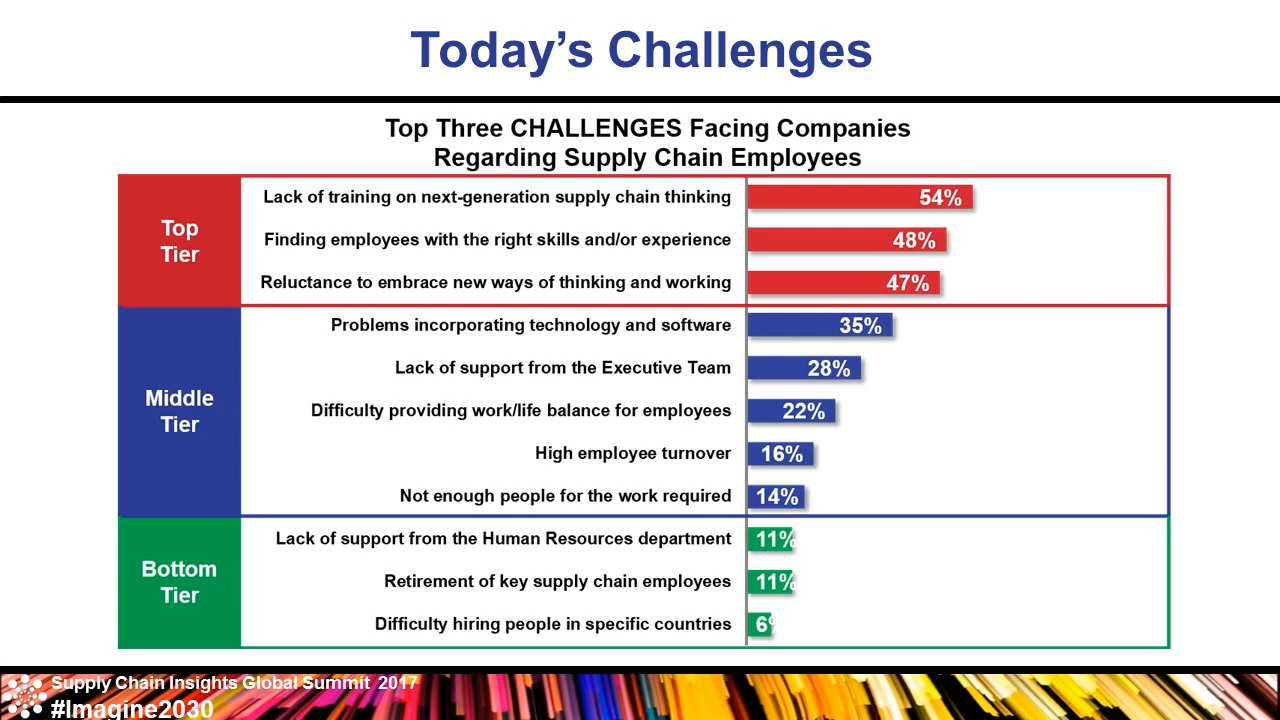 Today’s Challenges
Top Three CHALLENGES Facing Companies
Regarding Supply Chain Employees
Top
Tier
Lack of training on next-generation supply chain thinking 54%
Finding employees with the right skills and/or experience 48%
Reluctance to embrace new ways of thinking and working 47%
Middle
Tier
Problems incorporating technology and software 35%
Lack of support from the Executive Team 28%
Difficulty providing work/life balance for employees 22%
High employee turnover 16%
Not enough people for the work required 14%
Bottom
Tier
Lack of support from the Human Resources department 11%
Retirement of key supply chain employees 11%
Difficulty hiring people in specific countries 6%
Supply Chain Insights Global Summit 2017
#Imagine2030